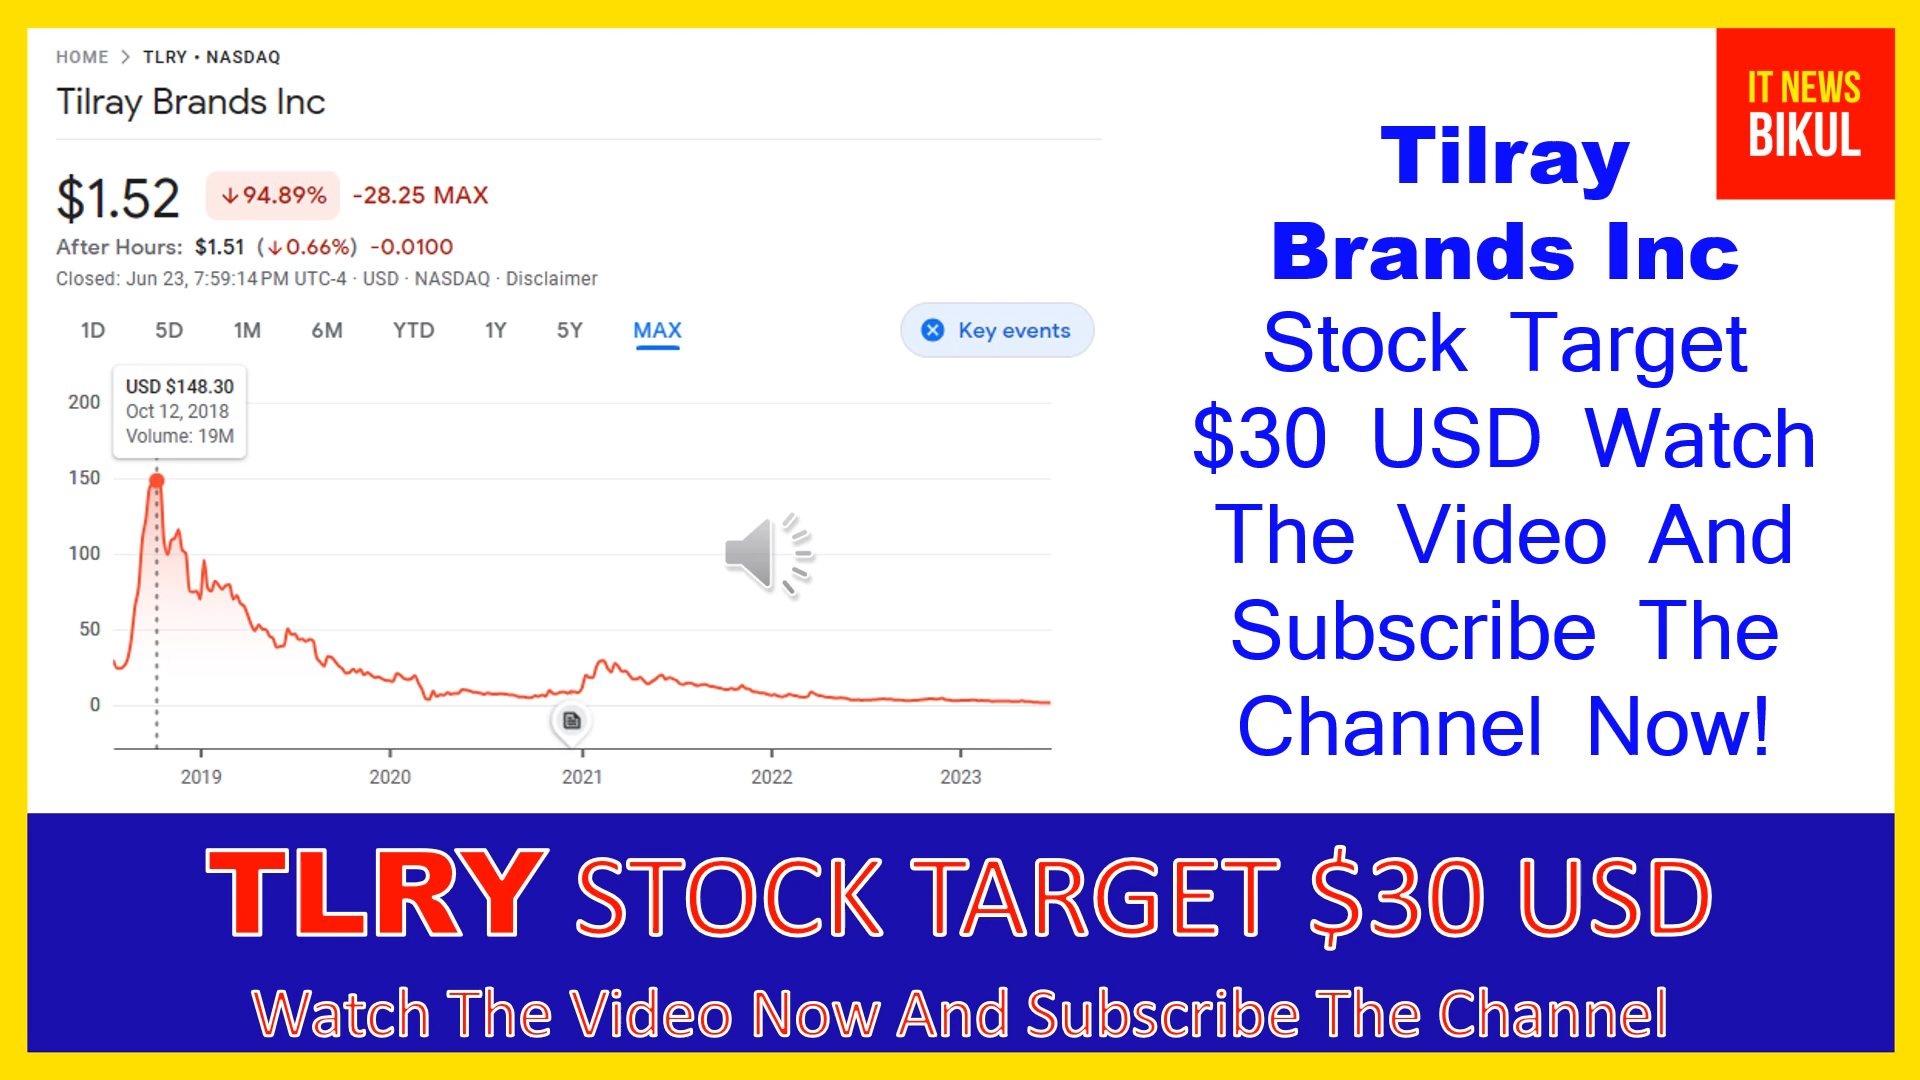 HOME > TLRY • NASDAQ
Tilray Brands Inc
$1.52 ↓94.89% -28.25 MAX
After Hours: $1.51 (↓0.66%) -0.0100
Closed: Jun 23, 7:59:14 PM UTC-4 · USD · NASDAQ · Disclaimer
1D 5D 1M 6M YTD 1Y 5Y MAX Key events
USD $148.30
Oct 12, 2018
Volume: 19M
200
150
100
50
0
2019 2020 2021 2022 2023
IT NEWS
BIKUL
Tilray
Brands Inc
Stock Target
$30 USD Watch
The Video And
Subscribe The
Channel Now!
TLRY STOCK TARGET $30 USD
Watch The Video Now And Subscribe The Channel